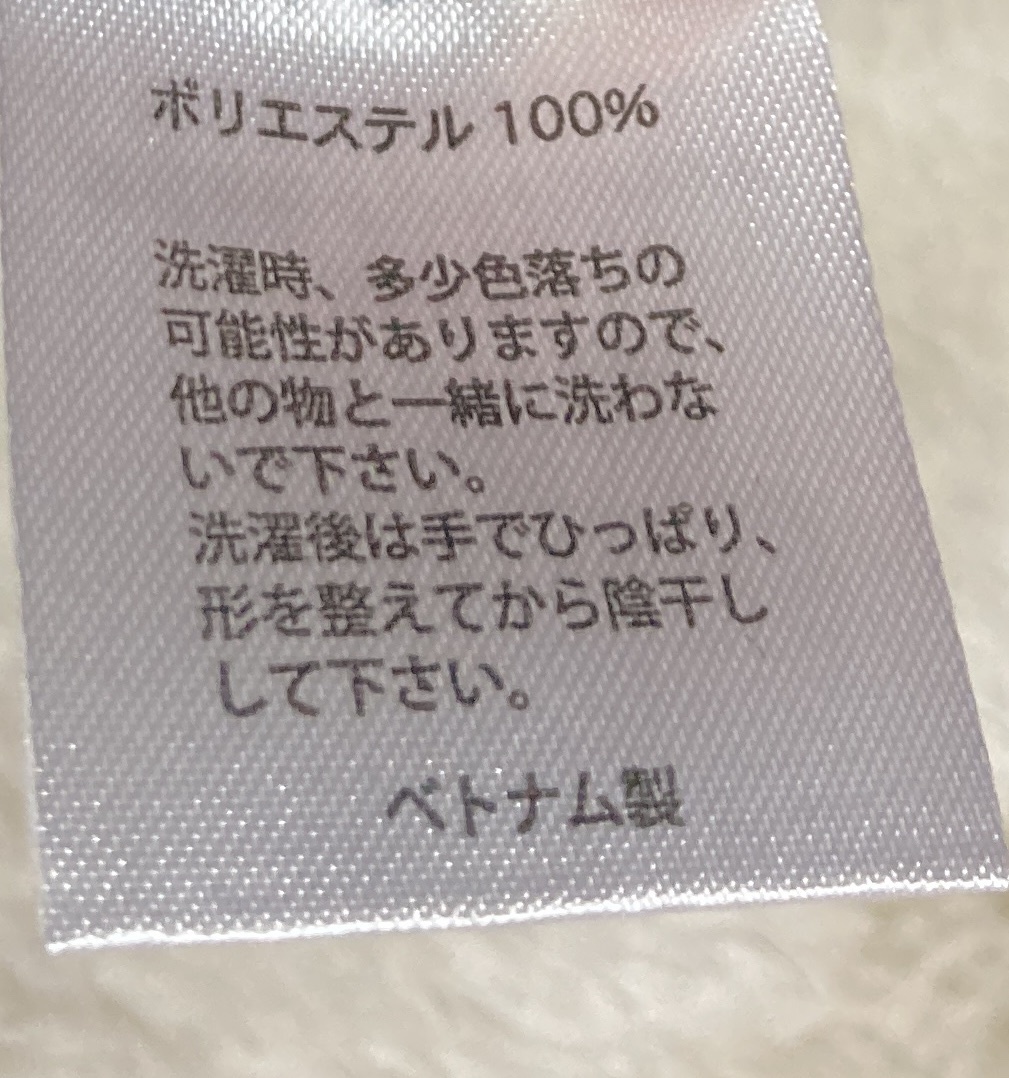 ポリエステル 100%
洗濯時、多少色落ちの
可能性がありますので、
他の物と一緒に洗わな
いで下さい。
洗濯後は手でひっぱり、
形を整えてから陰干し
して下さい。
ベトナム製